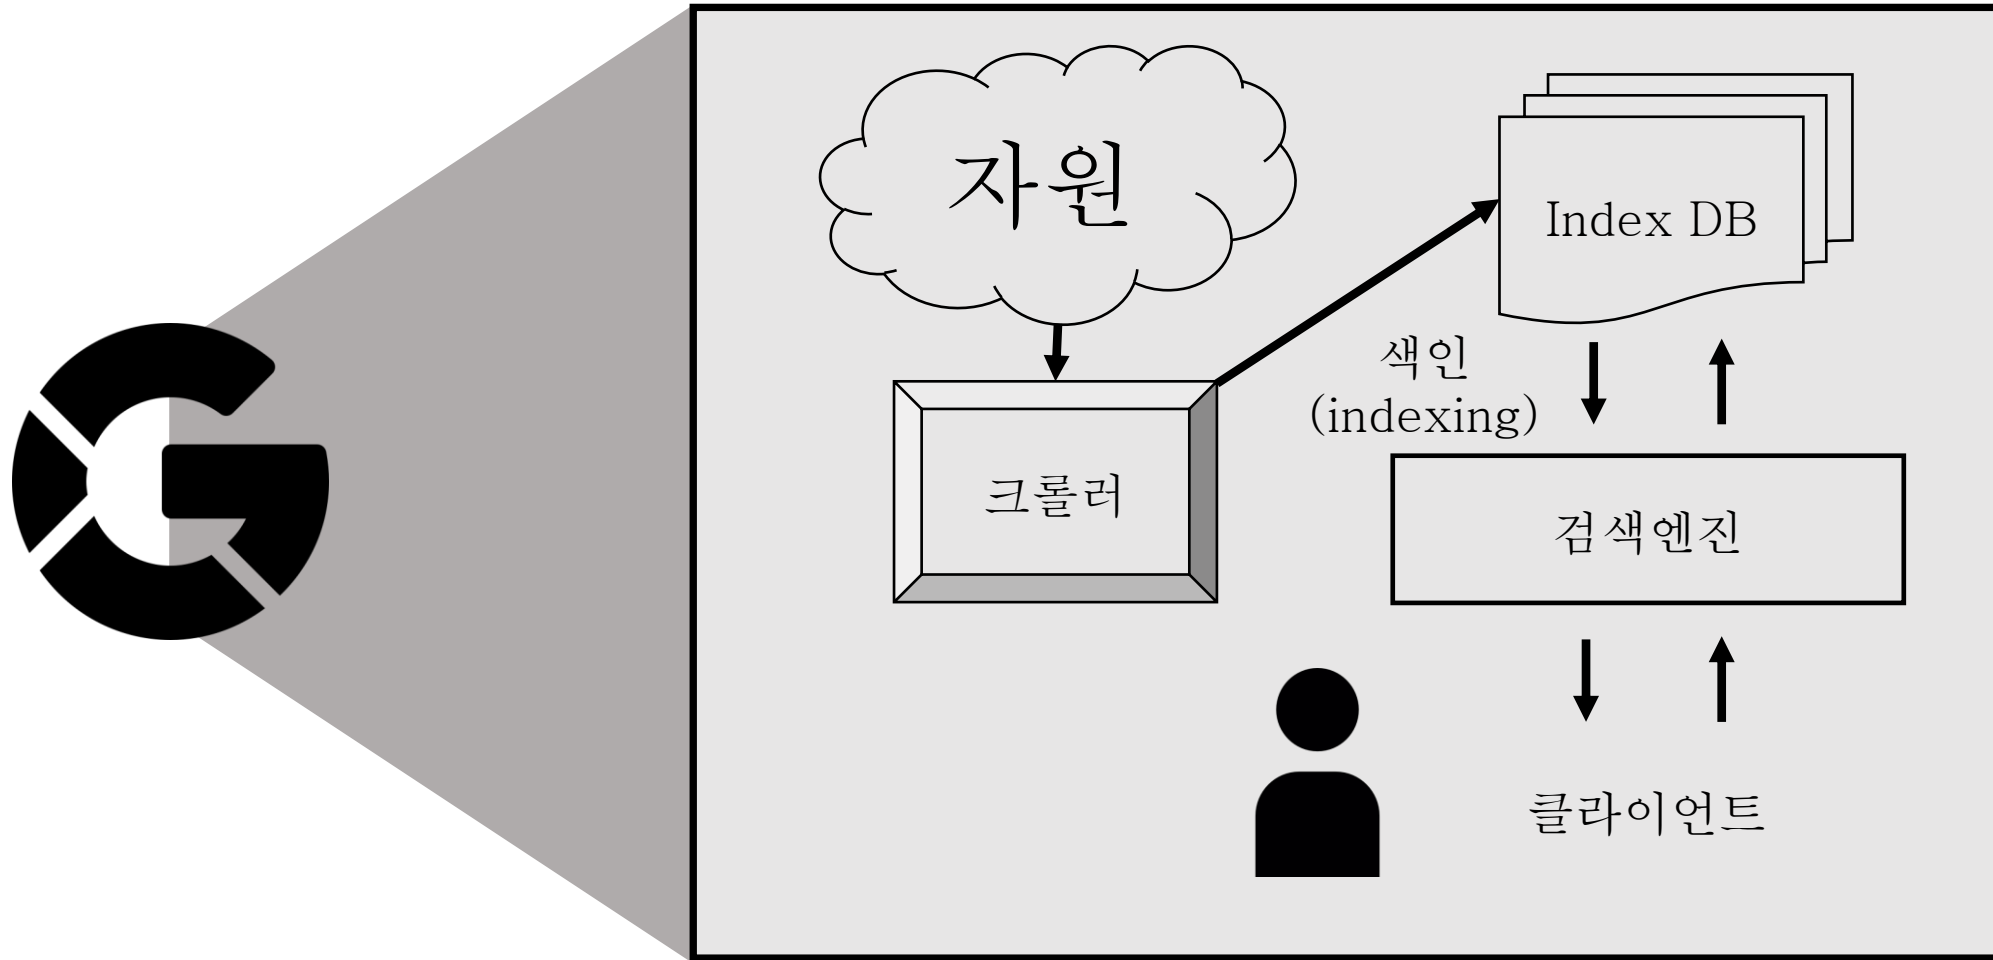 자원
Index DB
색인
(indexing)
크롤러
검색엔진
클라이언트